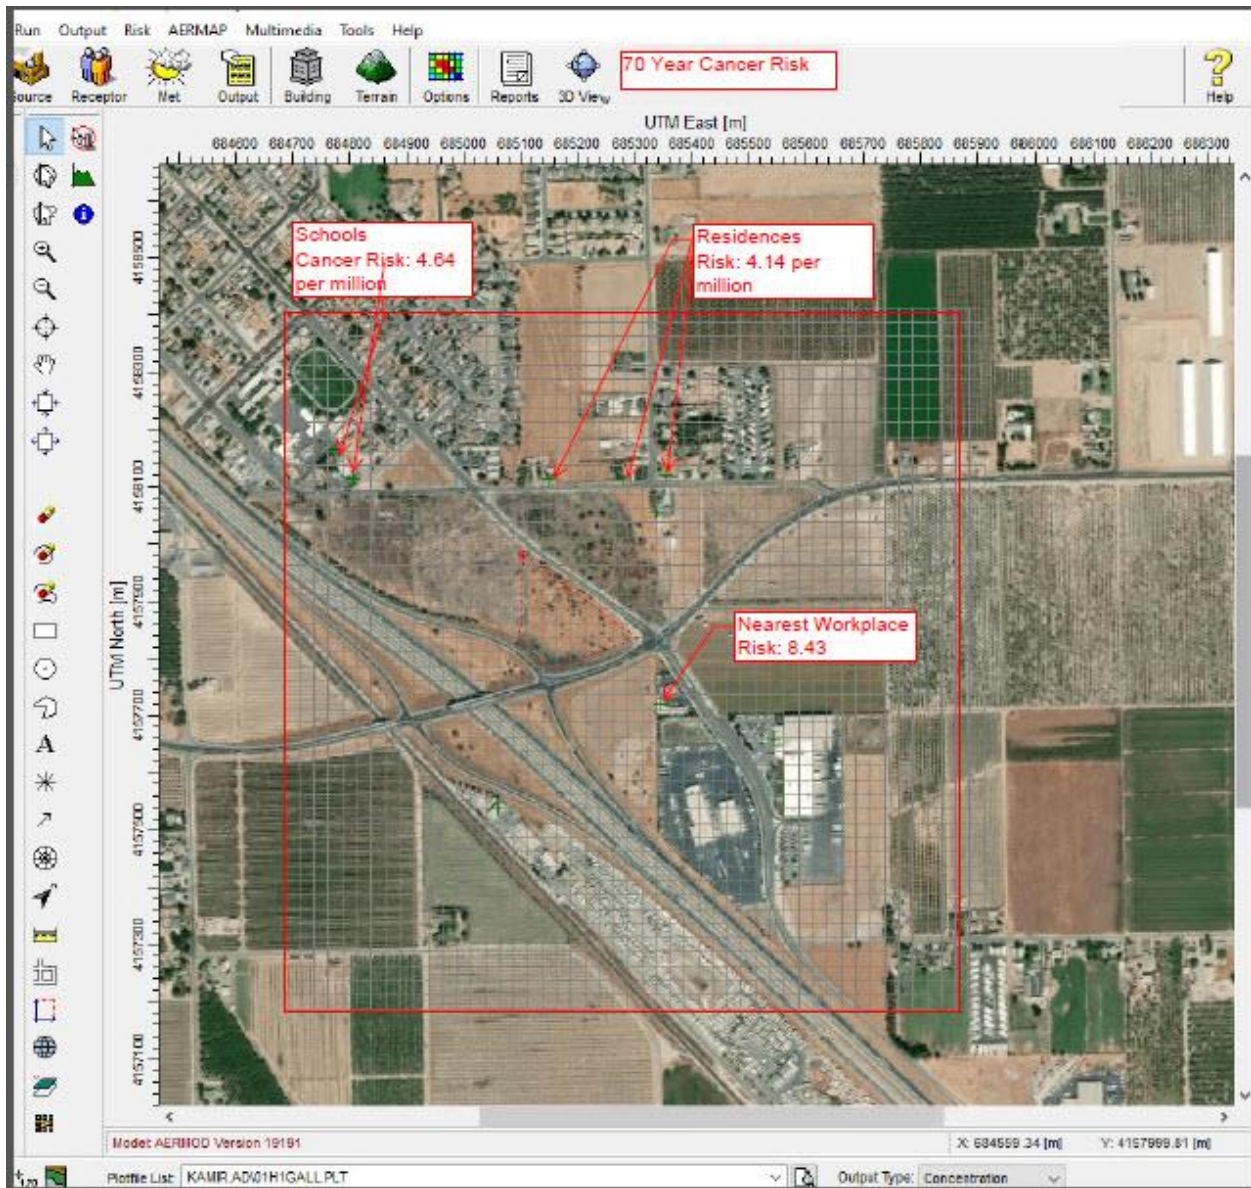 Run Output Risk AERMAP Multimedia Tools Help
70 Year Cancer Risk
Source Receptor Met Output Building Terrain Options Reports 3D View Help
UTM East [m]
684600 684700 684800 684900 685000 685100 685200 685300 685400 685500 685600 685700 685800 685900 686000 686100 686200 686300
Schools
Cancer Risk: 4.64
per million
Residences
Risk: 4.14 per
million
Nearest Workplace
Risk: 8.43
UTM North [m]
4158500
4158300
4158100
4157900
4157700
4157500
4157300
4157100
A
Model: AERMOD Version 19191
X: 684559.34 [m] Y: 4157999.81 [m]
Plotfile List: KAMIR.AD\01H1GALL.PLT Output Type: Concentration